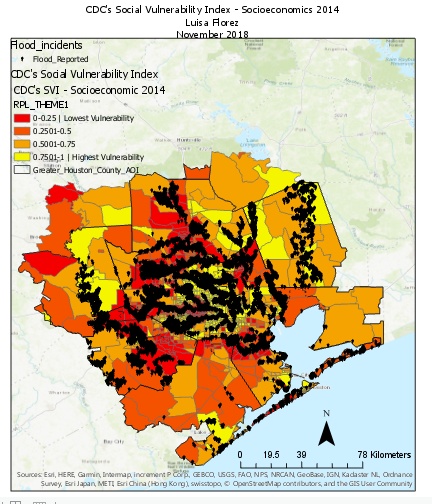 CDC's Social Vulnerability Index - Socioeconomics 2014
Luisa Florez
November 2018
Flood_incidents
Flood_Reported
CDC's Social Vulnerability Index
CDC's SVI - Socioeconomic 2014
RPL_THEME1
0-0.25 | Lowest Vulnerability
0.2501-0.5
0.5001-0.75
0.7501-1 | Highest Vulnerability
Greater_Houston_County_AOI
N
0 19.5 39 78 Kilometers
Sources: Esri, HERE, Garmin, Intermap, increment P Corp., GEBCO, USGS, FAO, NPS, NRCAN, GeoBase, IGN, Kadaster NL, Ordnance
Survey, Esri Japan, METI, Esri China (Hong Kong), swisstopo, © OpenStreetMap contributors, and the GIS User Community